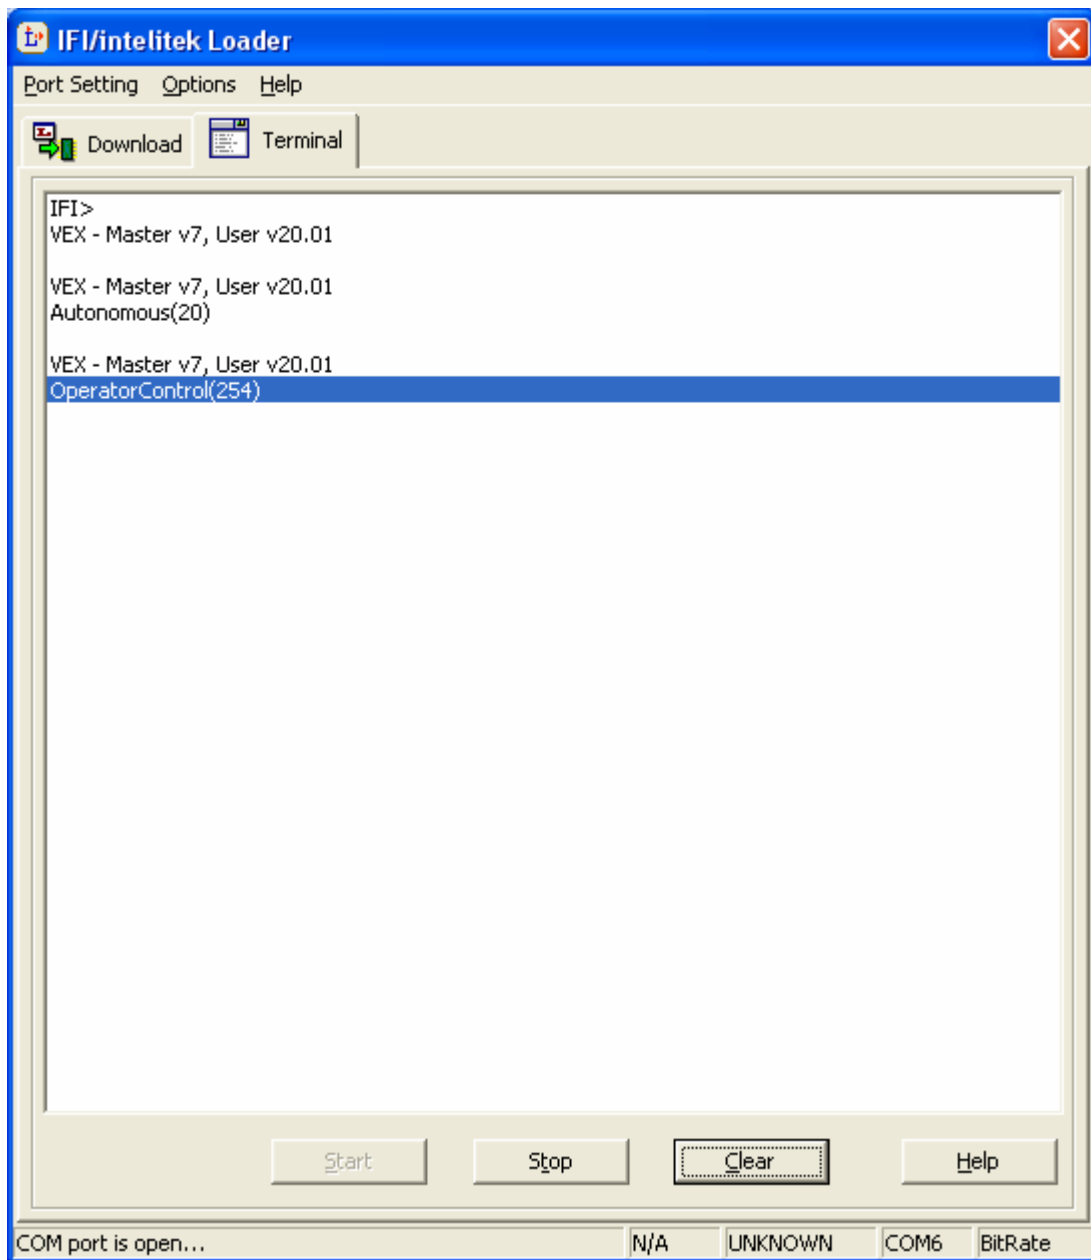 IFI/intelitek Loader
Port Setting Options Help
Download Terminal
IFI>
VEX - Master v7, User v20.01
VEX - Master v7, User v20.01
Autonomous(20)
VEX - Master v7, User v20.01
OperatorControl(254)
Start Stop Clear Help
COM port is open... N/A UNKNOWN COM6 BitRate